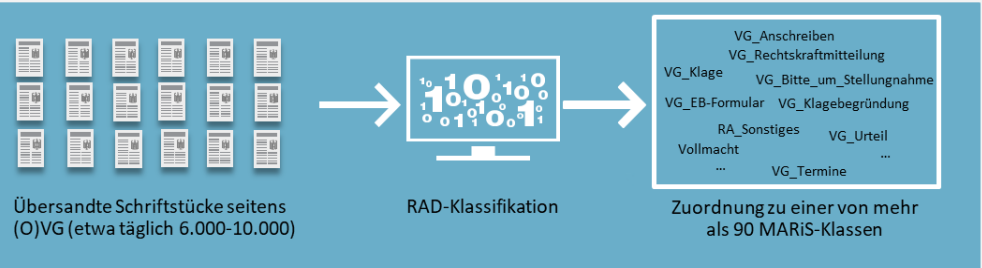 VG_Anschreiben
VG_Rechtskraftmitteilung
VG_Klage
VG_Bitte_um_Stellungnahme
VG_EB-Formular
VG_Klagebegründung
RA_Sonstiges
VG_Urteil
Vollmacht
...
...
VG_Termine
Übersandte Schriftstücke seitens
(O)VG (etwa täglich 6.000-10.000)
RAD-Klassifikation
Zuordnung zu einer von mehr
als 90 MARiS-Klassen